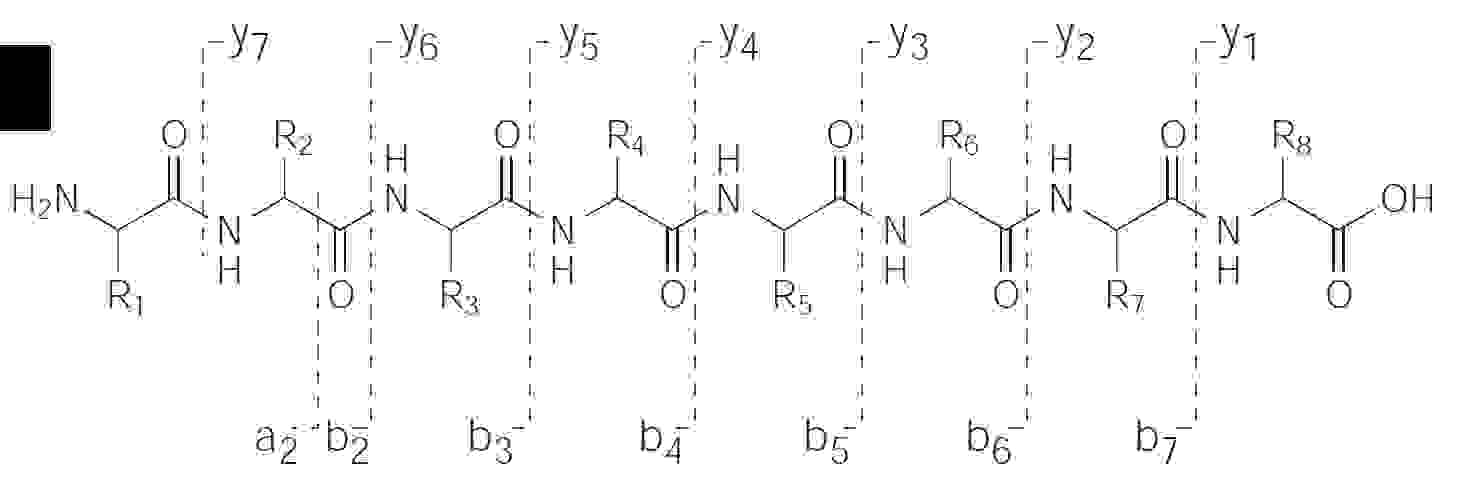 y7 y6 y5 y4 y3 y2 y1
O R2 O R4 O R6 O R8
H H H
H2N N N N OH
N N N N
H H H H
R1 O R3 O R5 O R7 O
a2 b2 b3 b4 b5 b6 b7